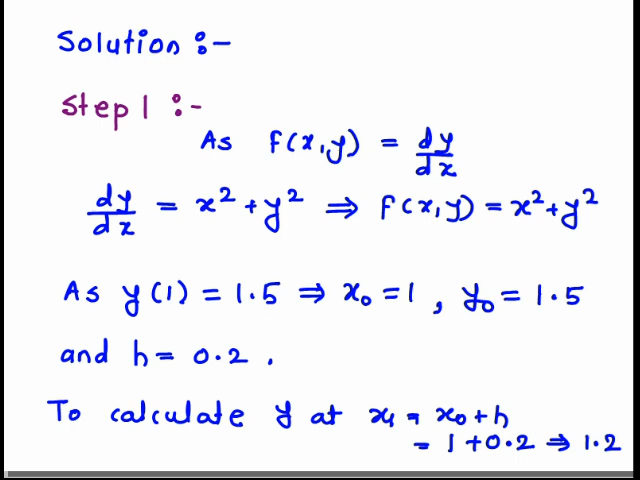 Solution :-
Step 1 :-
As f(x,y) = dy/dx
dy/dx = x² + y² ⇒ f(x,y) = x² + y²
As y(1) = 1.5 ⇒ x₀ = 1 , y₀ = 1.5
and h = 0.2 .
To calculate y at x₁ = x₀ + h
= 1 + 0.2 ⇒ 1.2